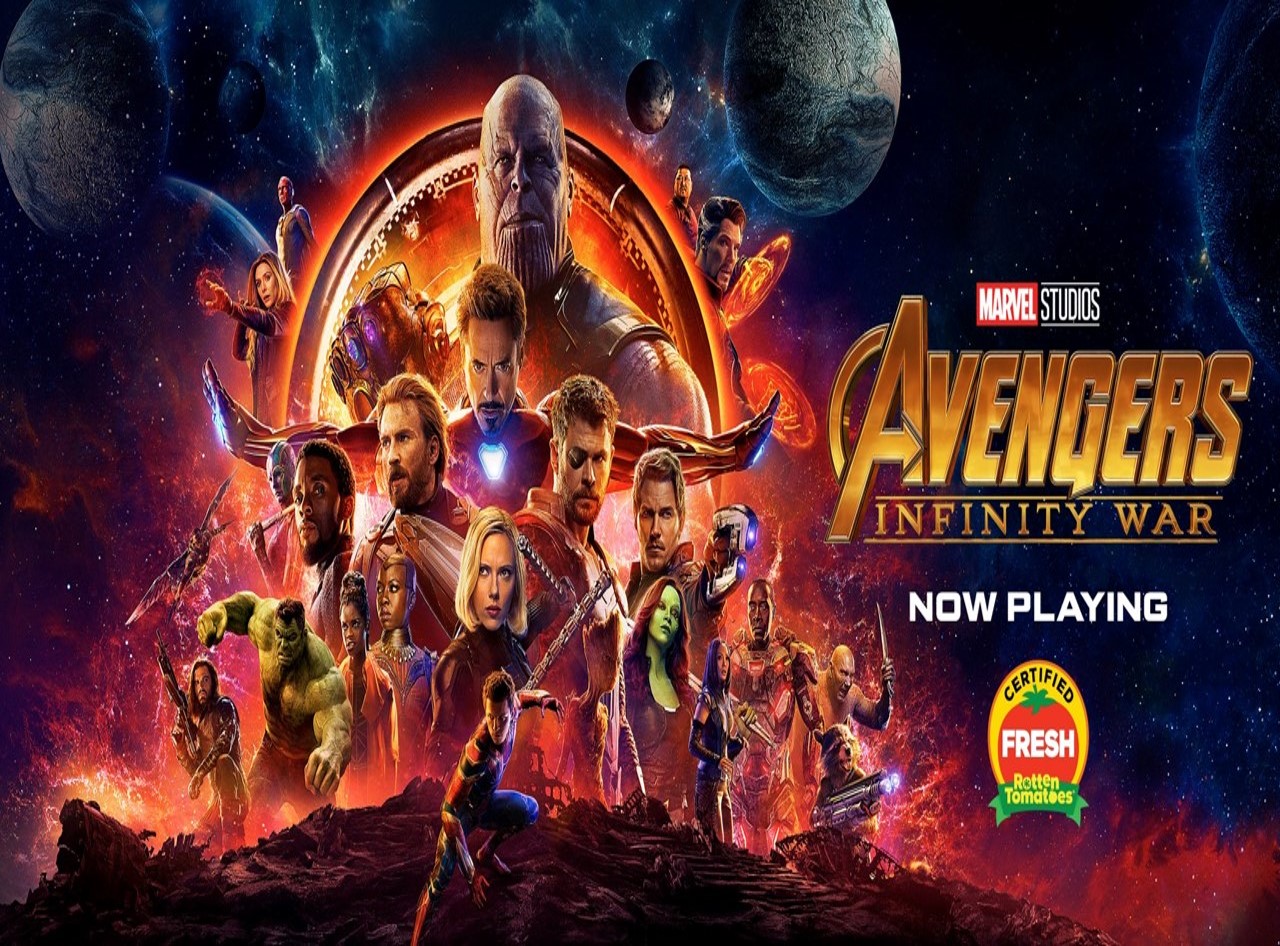 MARVEL STUDIOS
AVENGERS
INFINITY WAR
NOW PLAYING
CERTIFIED
FRESH
Rotten
Tomatoes